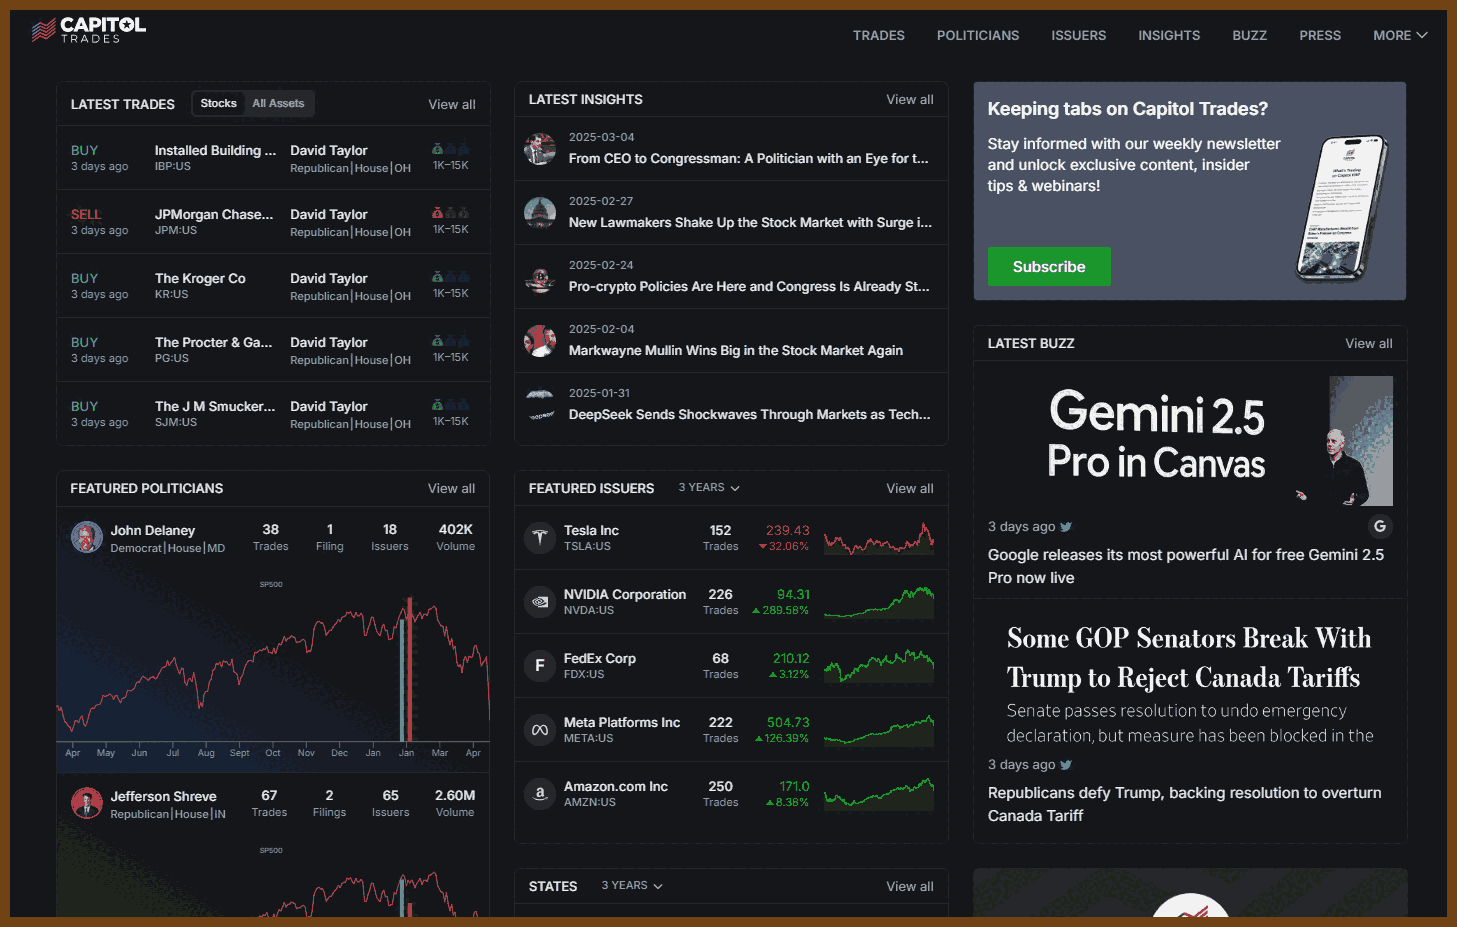 CAPITOL
TRADES
TRADES
POLITICIANS
ISSUERS
INSIGHTS
BUZZ
PRESS
MORE
LATEST TRADES
Stocks
All Assets
View all
BUY
3 days ago
Installed Building ...
IBP:US
David Taylor
Republican|House|OH
1K–15K
SELL
3 days ago
JPMorgan Chase...
JPM:US
David Taylor
Republican|House|OH
1K–15K
BUY
3 days ago
The Kroger Co
KR:US
David Taylor
Republican|House|OH
1K–15K
BUY
3 days ago
The Procter & Ga...
PG:US
David Taylor
Republican|House|OH
1K–15K
BUY
3 days ago
The J M Smucker...
SJM:US
David Taylor
Republican|House|OH
1K–15K
LATEST INSIGHTS
View all
2025-03-04
From CEO to Congressman: A Politician with an Eye for t...
2025-02-27
New Lawmakers Shake Up the Stock Market with Surge i...
2025-02-24
Pro-crypto Policies Are Here and Congress Is Already St...
2025-02-04
Markwayne Mullin Wins Big in the Stock Market Again
2025-01-31
DeepSeek Sends Shockwaves Through Markets as Tech...
Keeping tabs on Capitol Trades?
Stay informed with our weekly newsletter
and unlock exclusive content, insider
tips & webinars!
Subscribe
FEATURED POLITICIANS
View all
John Delaney
Democrat|House|MD
38
Trades
1
Filing
18
Issuers
402K
Volume
SP500
Apr
May
Jun
Jul
Aug
Sept
Oct
Nov
Dec
Jan
Jan
Mar
Apr
Jefferson Shreve
Republican|House|IN
67
Trades
2
Filings
65
Issuers
2.60M
Volume
SP500
FEATURED ISSUERS
3 YEARS
View all
Tesla Inc
TSLA:US
152
Trades
239.43
32.06%
NVIDIA Corporation
NVDA:US
226
Trades
94.31
289.58%
F
FedEx Corp
FDX:US
68
Trades
210.12
3.12%
Meta Platforms Inc
META:US
222
Trades
504.73
126.39%
a
Amazon.com Inc
AMZN:US
250
Trades
171.0
8.38%
STATES
3 YEARS
View all
LATEST BUZZ
View all
Gemini 2.5
Pro in Canvas
3 days ago
G
Google releases its most powerful AI for free Gemini 2.5
Pro now live
Some GOP Senators Break With
Trump to Reject Canada Tariffs
Senate passes resolution to undo emergency
declaration, but measure has been blocked in the
3 days ago
Republicans defy Trump, backing resolution to overturn
Canada Tariff